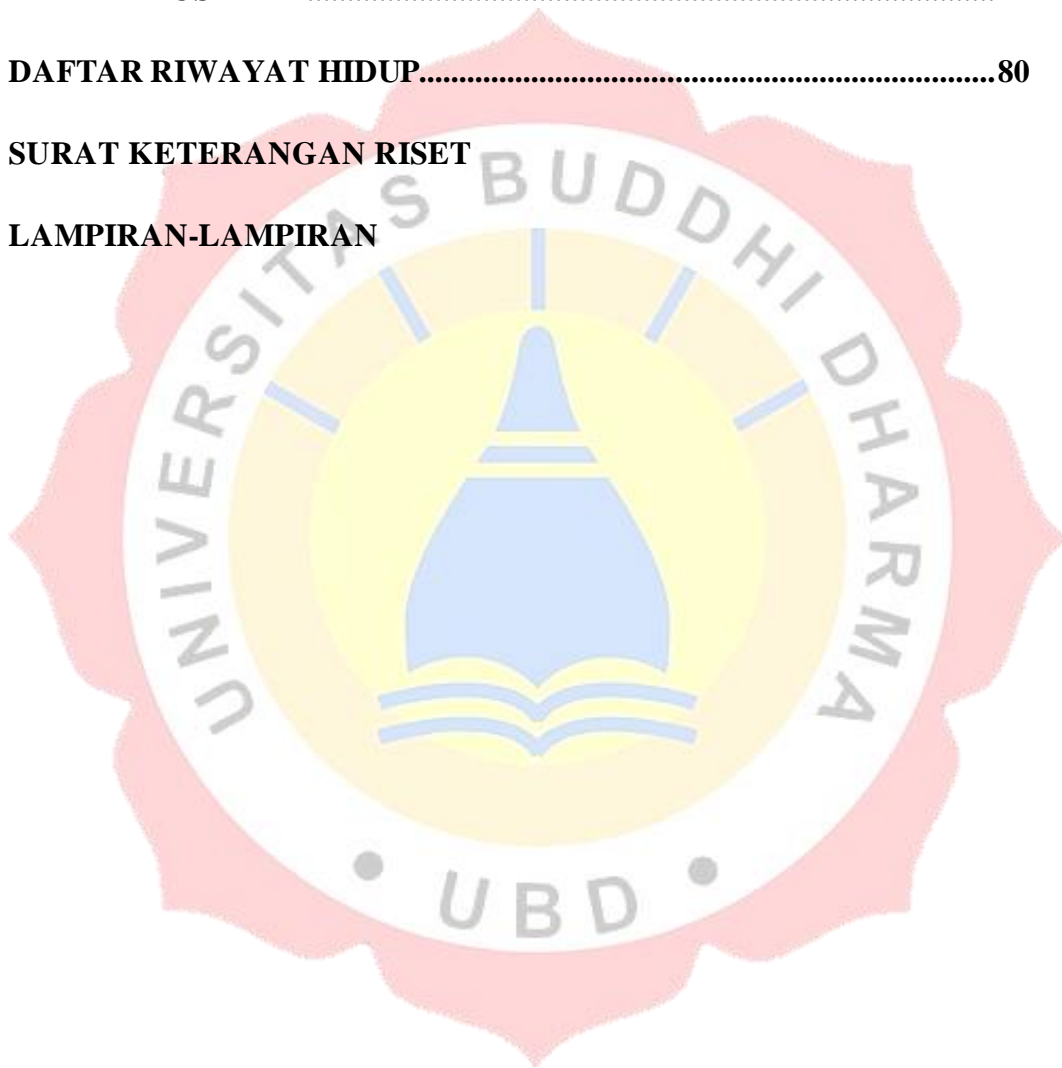 DAFTAR RIWAYAT HIDUP........................................................................80
SURAT KETERANGAN RISET
LAMPIRAN-LAMPIRAN
UNIVERSITAS BUDDHI DHARMA
• UBD •